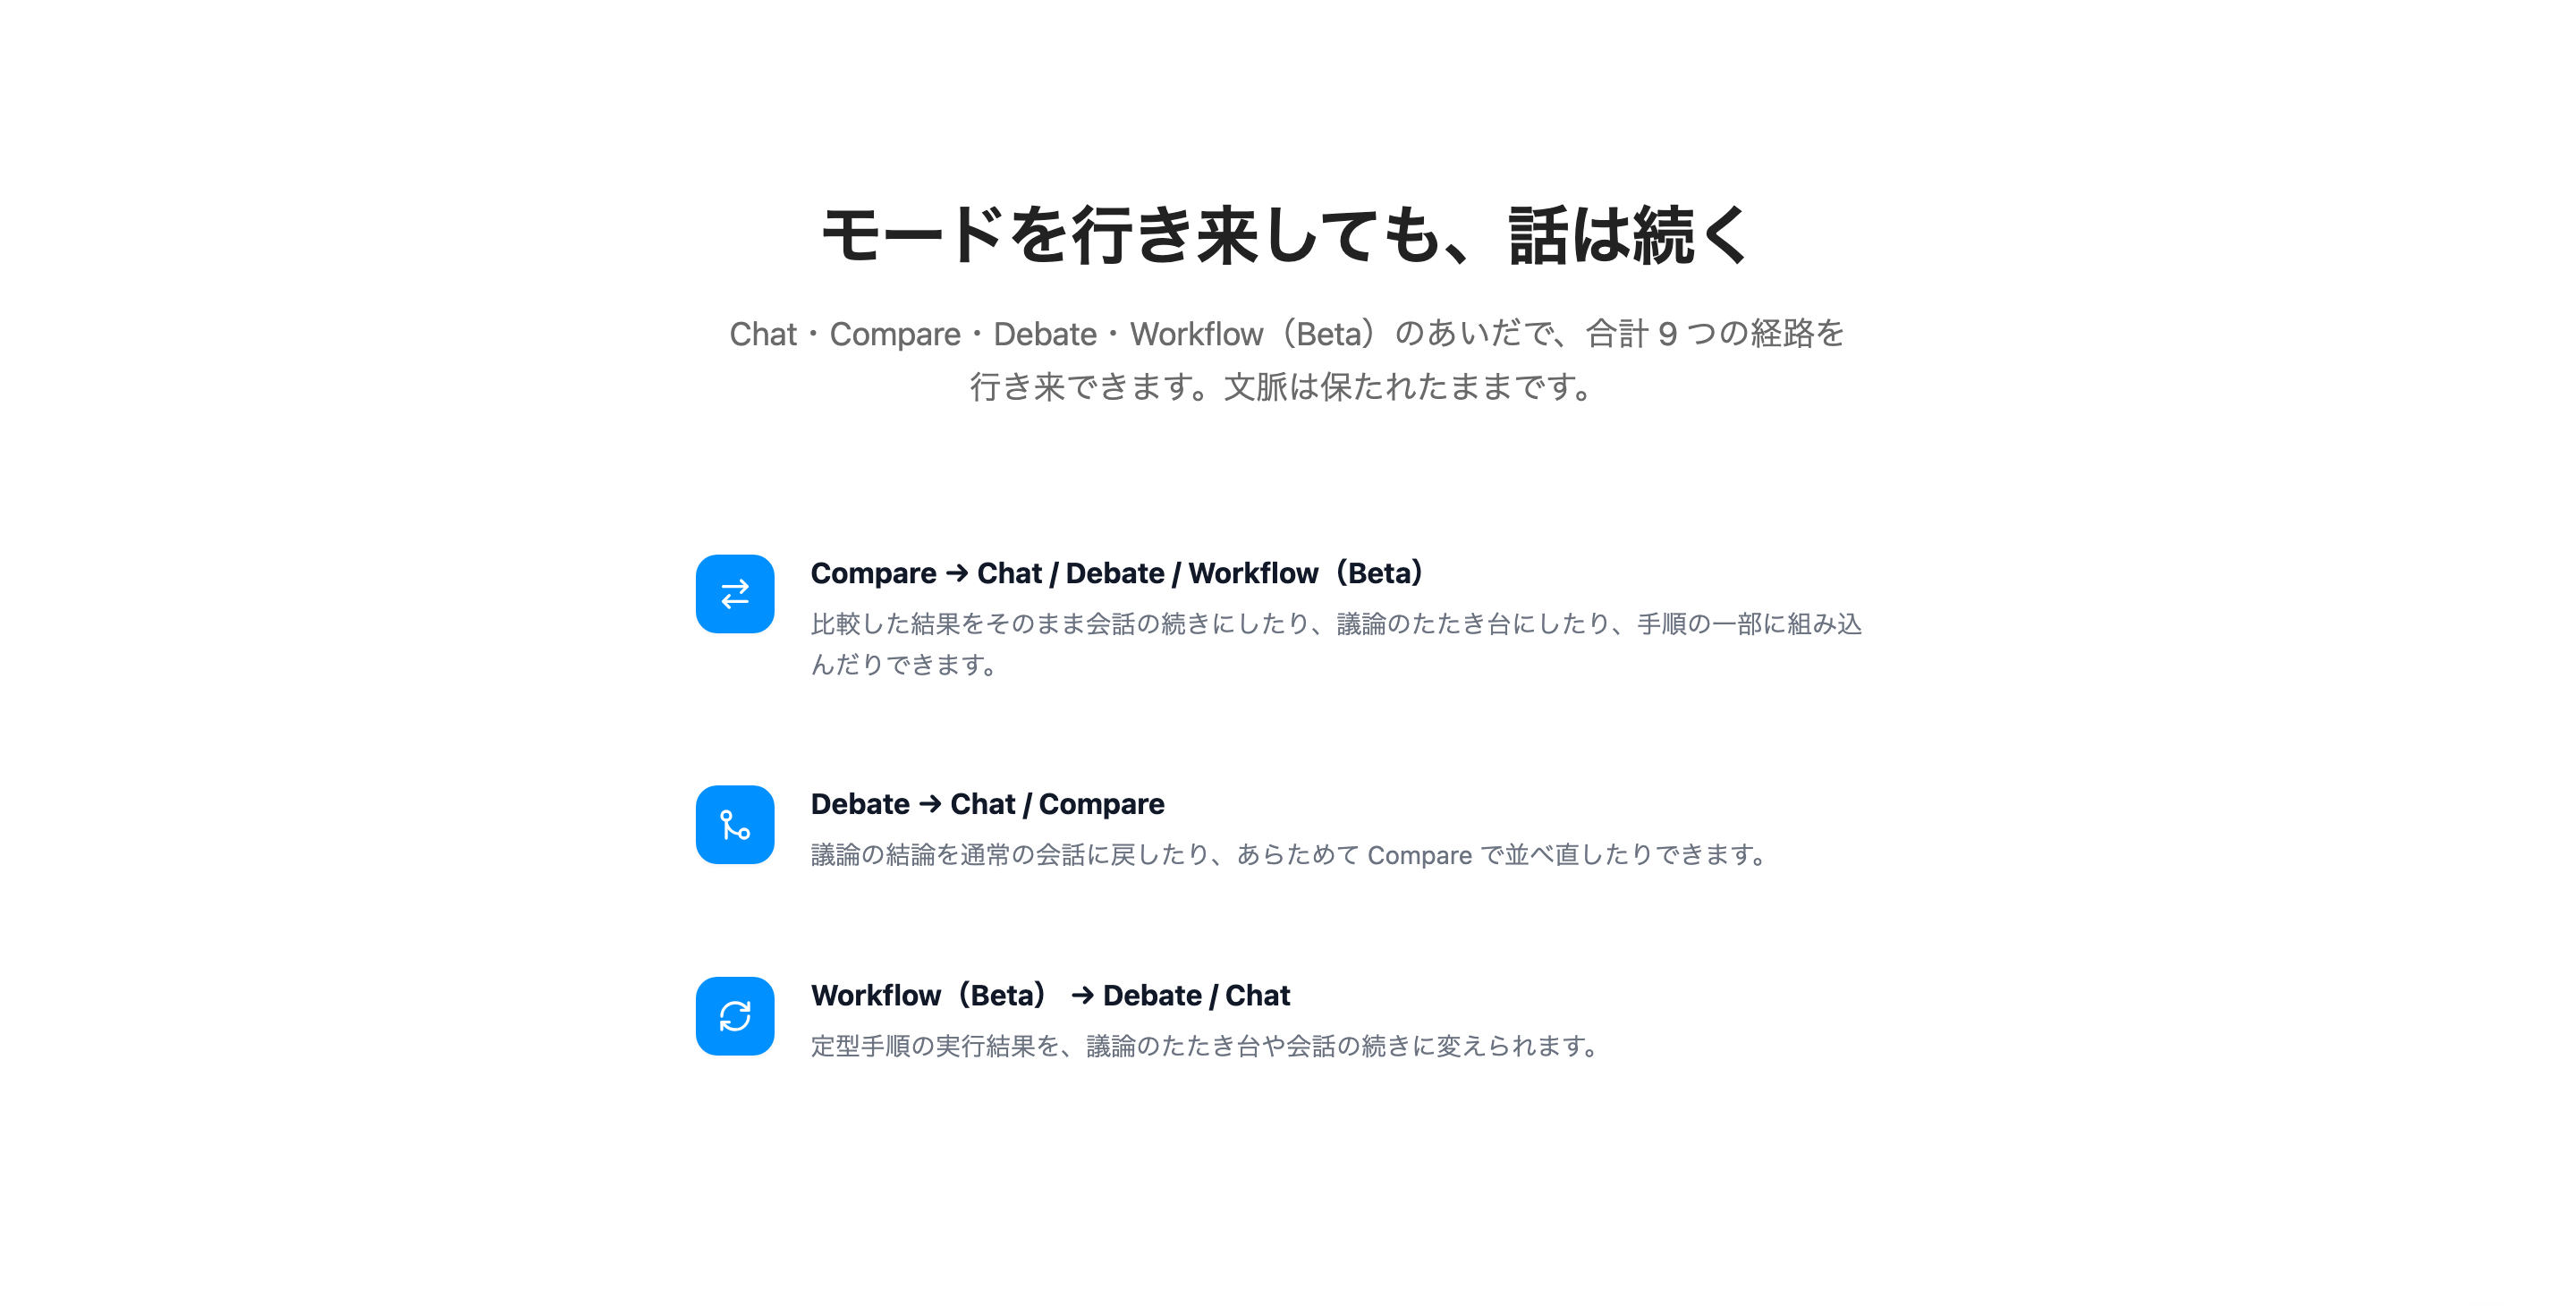 モードを行き来しても、話は続く
Chat・Compare・Debate・Workflow（Beta）のあいだで、合計 9 つの経路を
行き来できます。文脈は保たれたままです。
Compare → Chat / Debate / Workflow（Beta）
比較した結果をそのまま会話の続きにしたり、議論のたたき台にしたり、手順の一部に組み込
んだりできます。
Debate → Chat / Compare
議論の結論を通常の会話に戻したり、あらためて Compare で並べ直したりできます。
Workflow（Beta） → Debate / Chat
定型手順の実行結果を、議論のたたき台や会話の続きに変えられます。